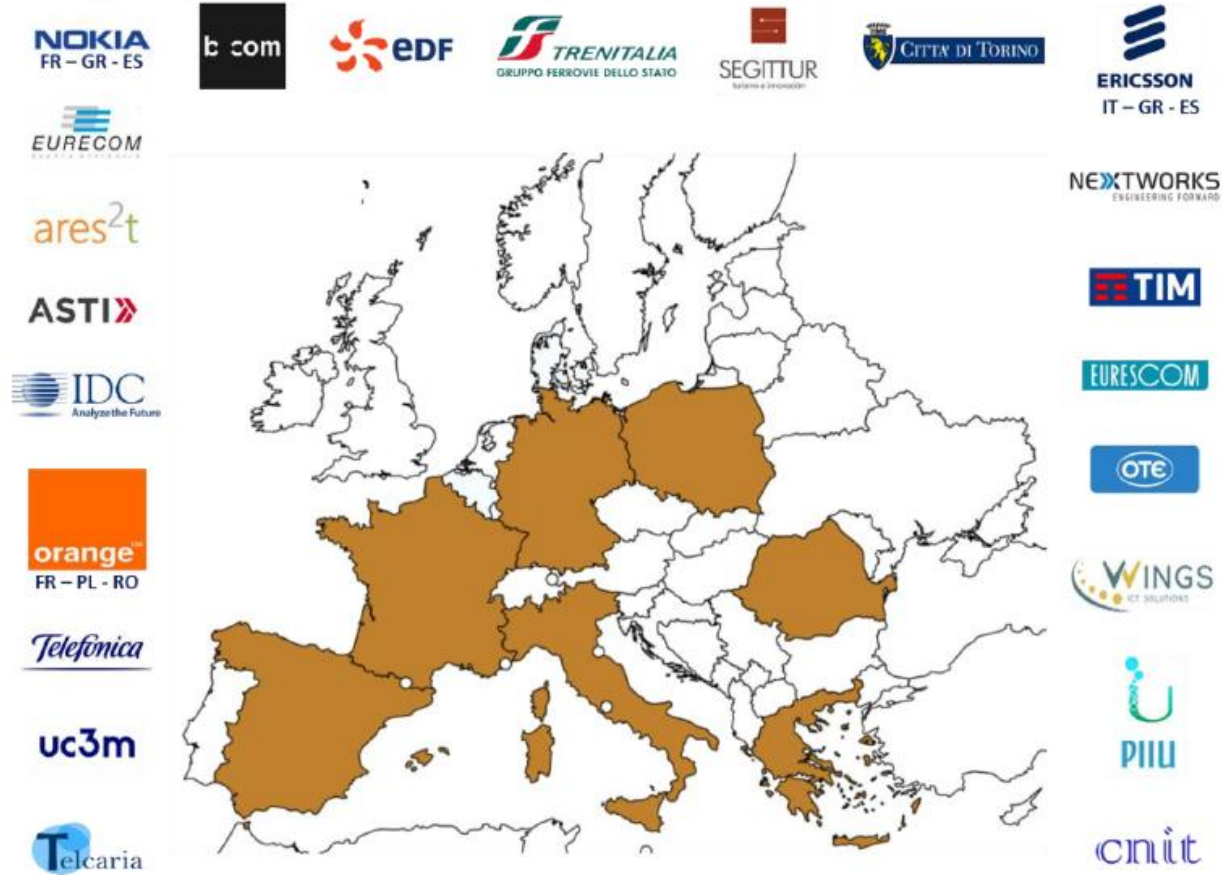 NOKIA
FR – GR - ES
b com
eDF
TRENITALIA
GRUPPO FERROVIE DELLO STATO
SEGITTUR
turismo e innovación
CITTA' DI TORINO
ERICSSON
IT – GR - ES
EURECOM
ares2t
ASTI
IDC
Analyze the Future
orange
FR – PL - RO
Telefónica
uc3m
Telcaria
NEXTWORKS
ENGINEERING FORWARD
TIM
EURESCOM
OTE
WINGS
ICT SOLUTIONS
PIIU
cnit